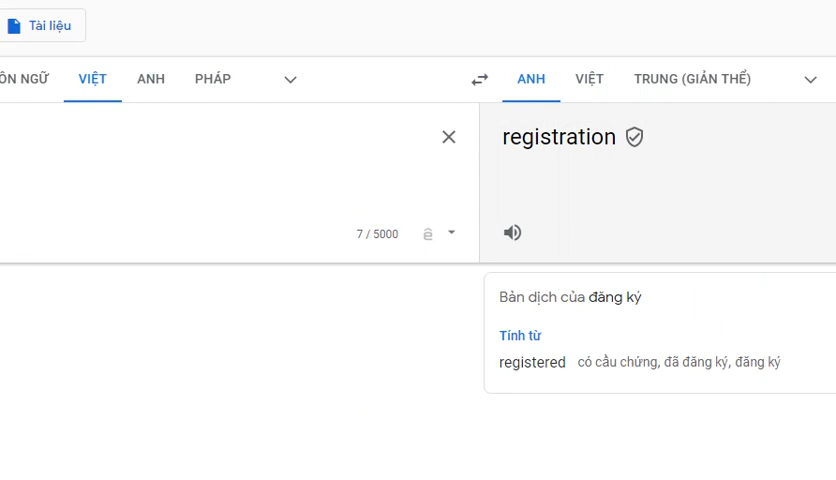 Tài liệu
ÔN NGỮ VIỆT ANH PHÁP
ANH VIỆT TRUNG (GIẢN THỂ)
registration
7 / 5000
Bản dịch của đăng ký
Tính từ
registered có cầu chứng, đã đăng ký, đăng ký